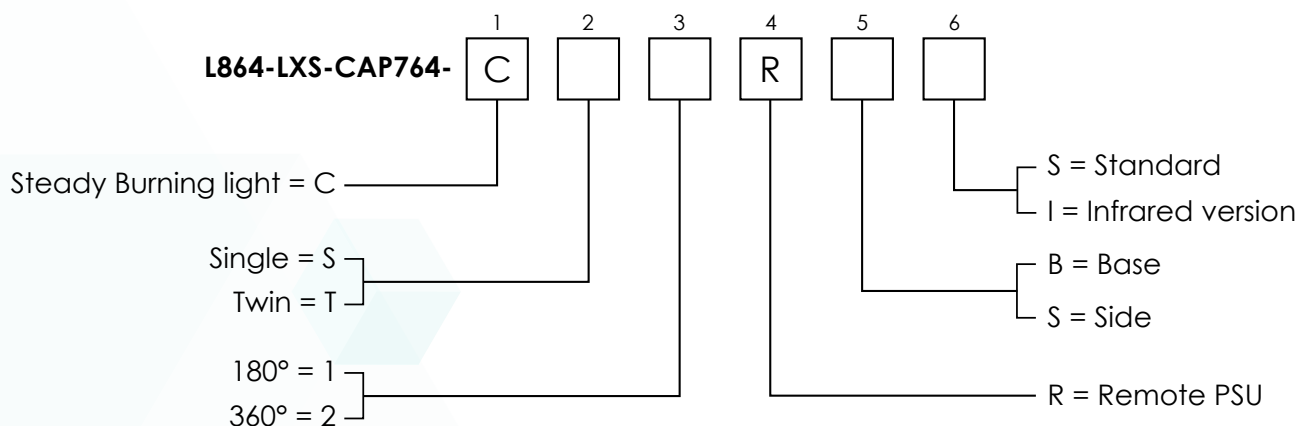 1 2 3 4 5 6
L864-LXS-CAP764- C R
Steady Burning light = C
Single = S
Twin = T
180° = 1
360° = 2
S = Standard
I = Infrared version
B = Base
S = Side
R = Remote PSU